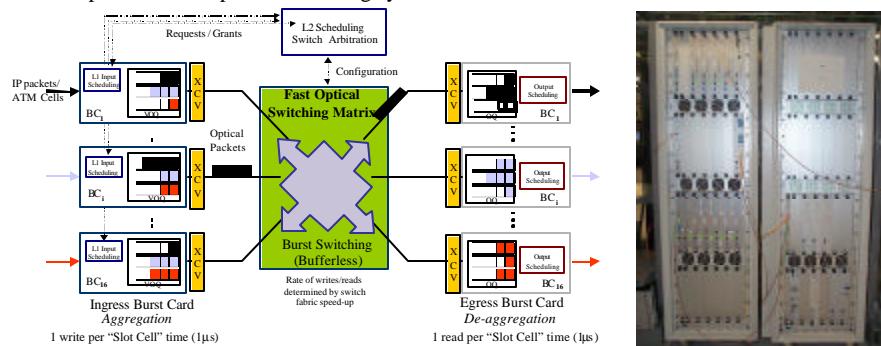 L2 Scheduling
Switch Arbitration
Requests / Grants
Configuration
IP packets/
ATM Cells
L1 Input
Scheduling
VOQ
BC1
X
C
V
Fast Optical
Switching Matrix
X
C
V
OQ
Output
Scheduling
BC1
Optical
Packets
L1 Input
Scheduling
VOQ
BCi
X
C
V
X
C
V
OQ
Output
Scheduling
BCi
L1 Input
Scheduling
VOQ
BC16
X
C
V
Burst Switching
(Bufferless)
X
C
V
OQ
Output
Scheduling
BC16
Ingress Burst Card
Aggregation
1 write per “Slot Cell” time (1µs)
Rate of writes/reads
determined by switch
fabric speed-up
Egress Burst Card
De-aggregation
1 read per “Slot Cell” time (1µs)